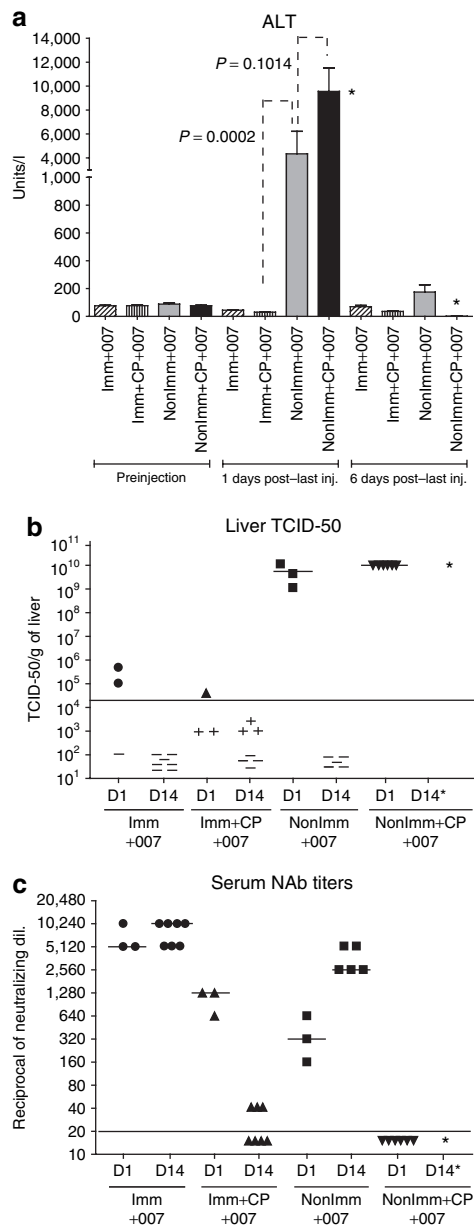 a
ALT
14,000
12,000
10,000
8,000
6,000
4,000
1,000
800
600
400
200
0
Units/l
P = 0.1014
P = 0.0002
*
*
Imm+007
Imm+CP+007
NonImm+007
NonImm+CP+007
Imm+007
Imm+CP+007
NonImm+007
NonImm+CP+007
Imm+007
Imm+CP+007
NonImm+007
NonImm+CP+007
Preinjection 1 days post–last inj. 6 days post–last inj.
b
Liver TCID-50
10^11
10^10
10^9
10^8
10^7
10^6
10^5
10^4
10^3
10^2
10^1
TCID-50/g of liver
*
D1 D14 D1 D14 D1 D14 D1 D14*
Imm Imm+CP NonImm NonImm+CP
+007 +007 +007 +007
c
Serum NAb titers
20,480
10,240
5,120
2,560
1,280
640
320
160
80
40
20
10
Reciprocal of neutralizing dil.
*
D1 D14 D1 D14 D1 D14 D1 D14*
Imm Imm+CP NonImm NonImm+CP
+007 +007 +007 +007